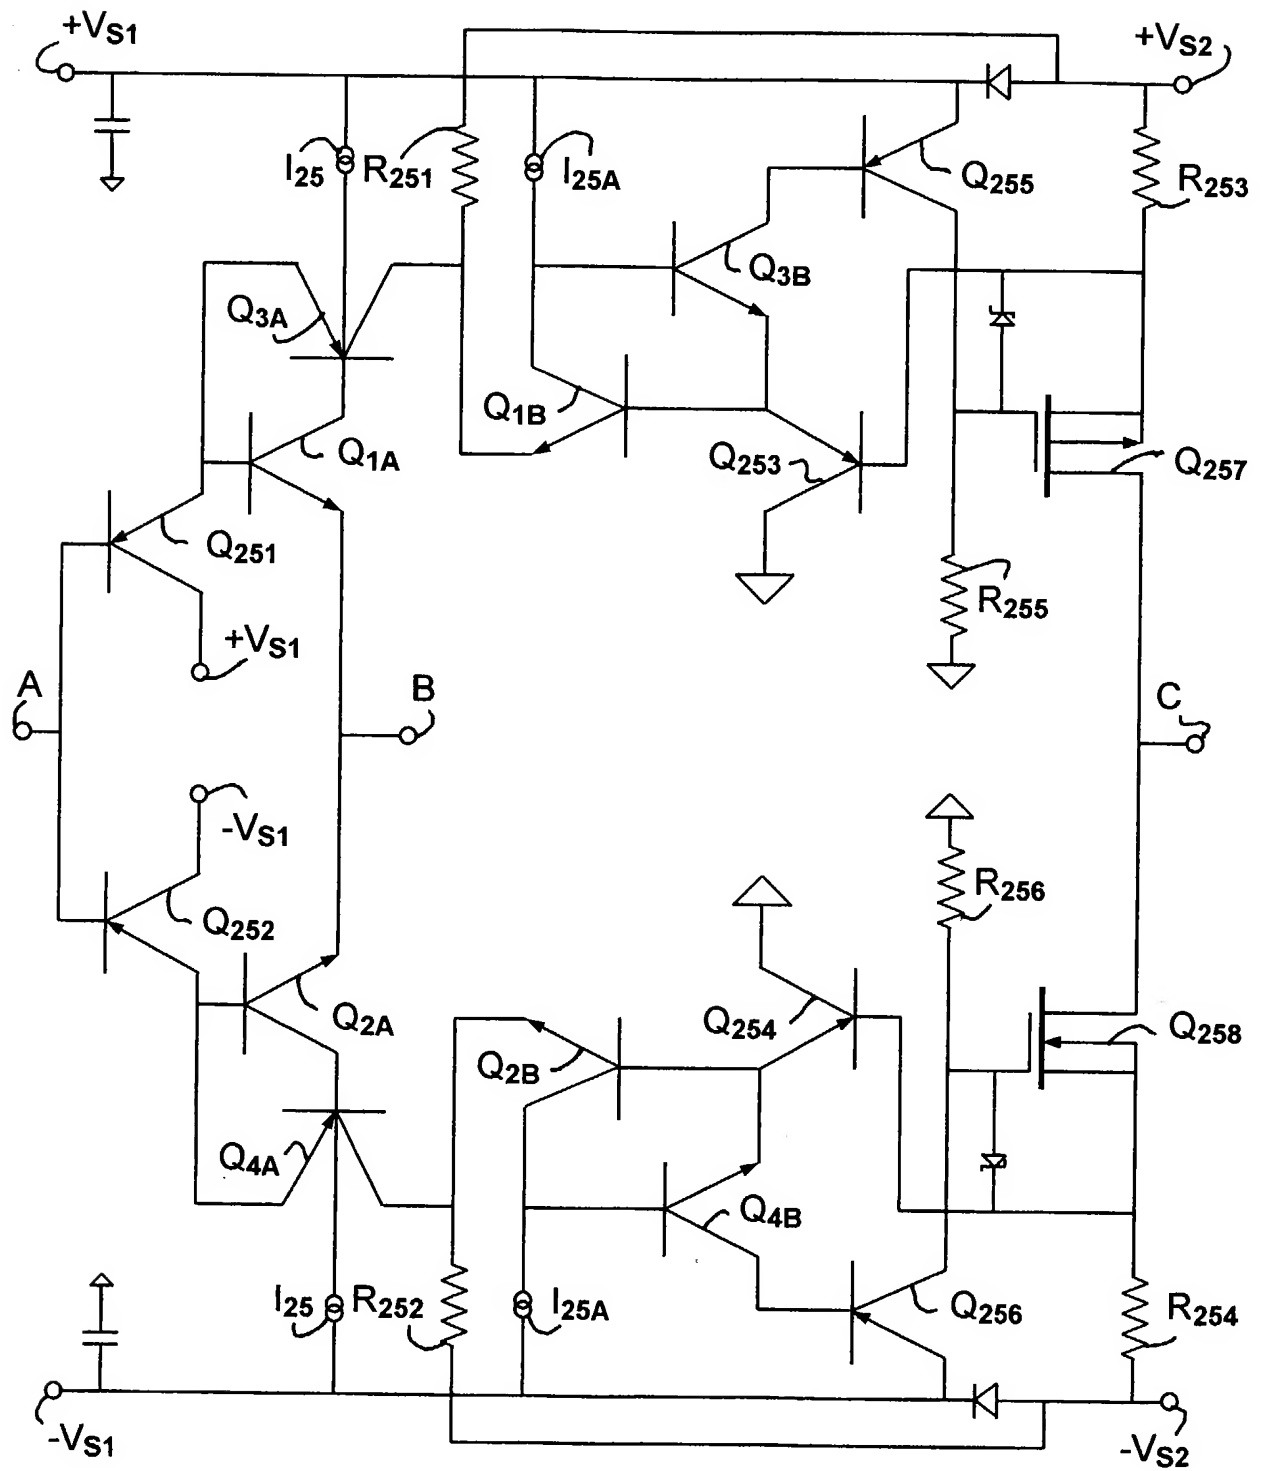 +VS1
+VS2
I25
R251
I25A
Q255
R253
Q3B
Q3A
Q1B
Q1A
Q253
Q257
Q251
R255
+VS1
A
B
C
-VS1
R256
Q252
Q254
Q258
Q2A
Q2B
Q4A
Q4B
I25
R252
I25A
Q256
R254
-VS1
-VS2